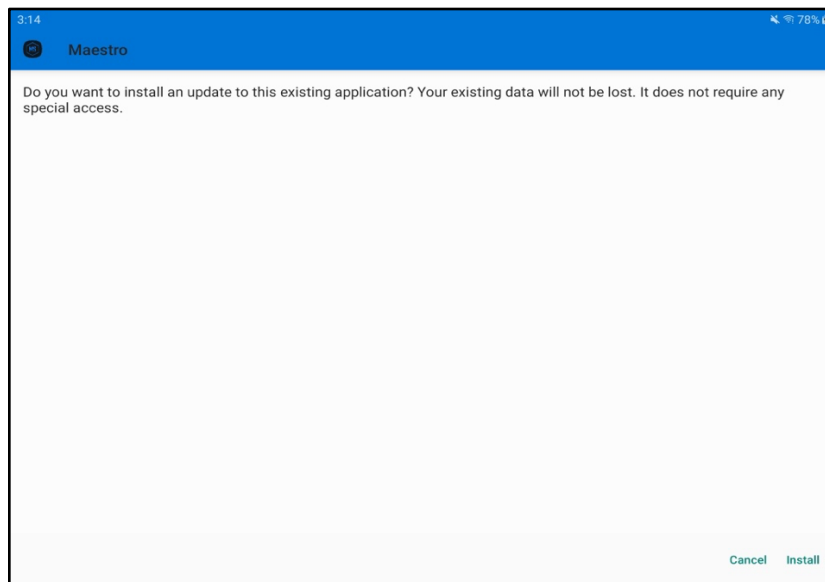 3:14
78%
Maestro
Do you want to install an update to this existing application? Your existing data will not be lost. It does not require any
special access.
Cancel Install